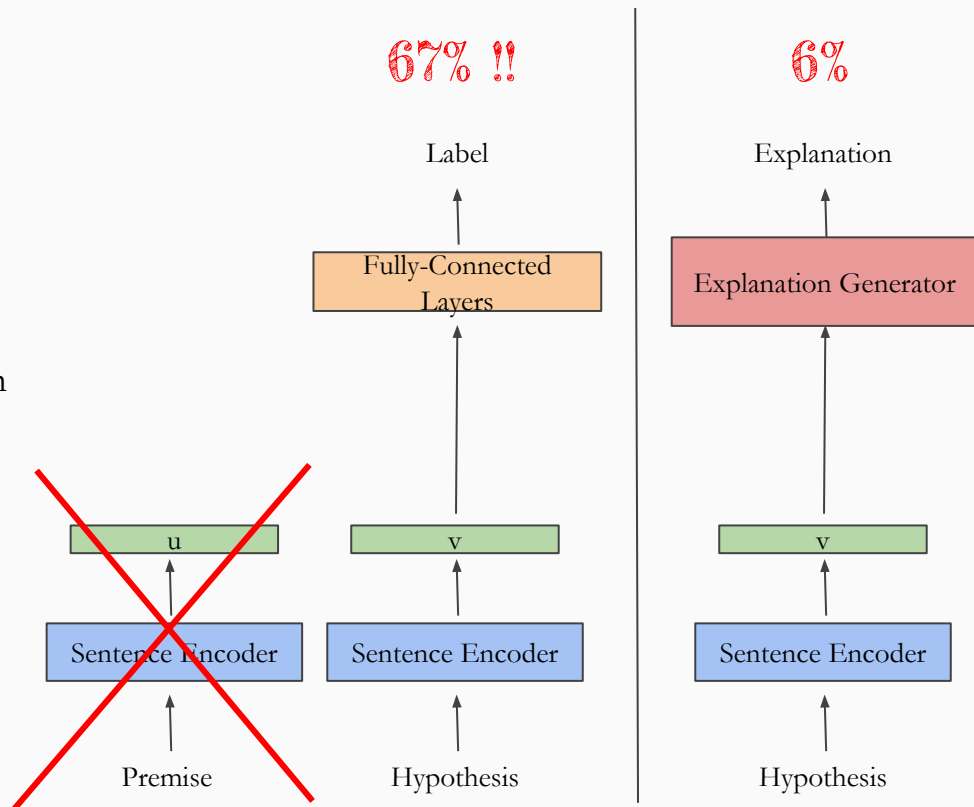 67% !!
6%
Label
Explanation
Fully-Connected
Layers
Explanation Generator
n
u
v
v
Sentence Encoder
Sentence Encoder
Sentence Encoder
Premise
Hypothesis
Hypothesis